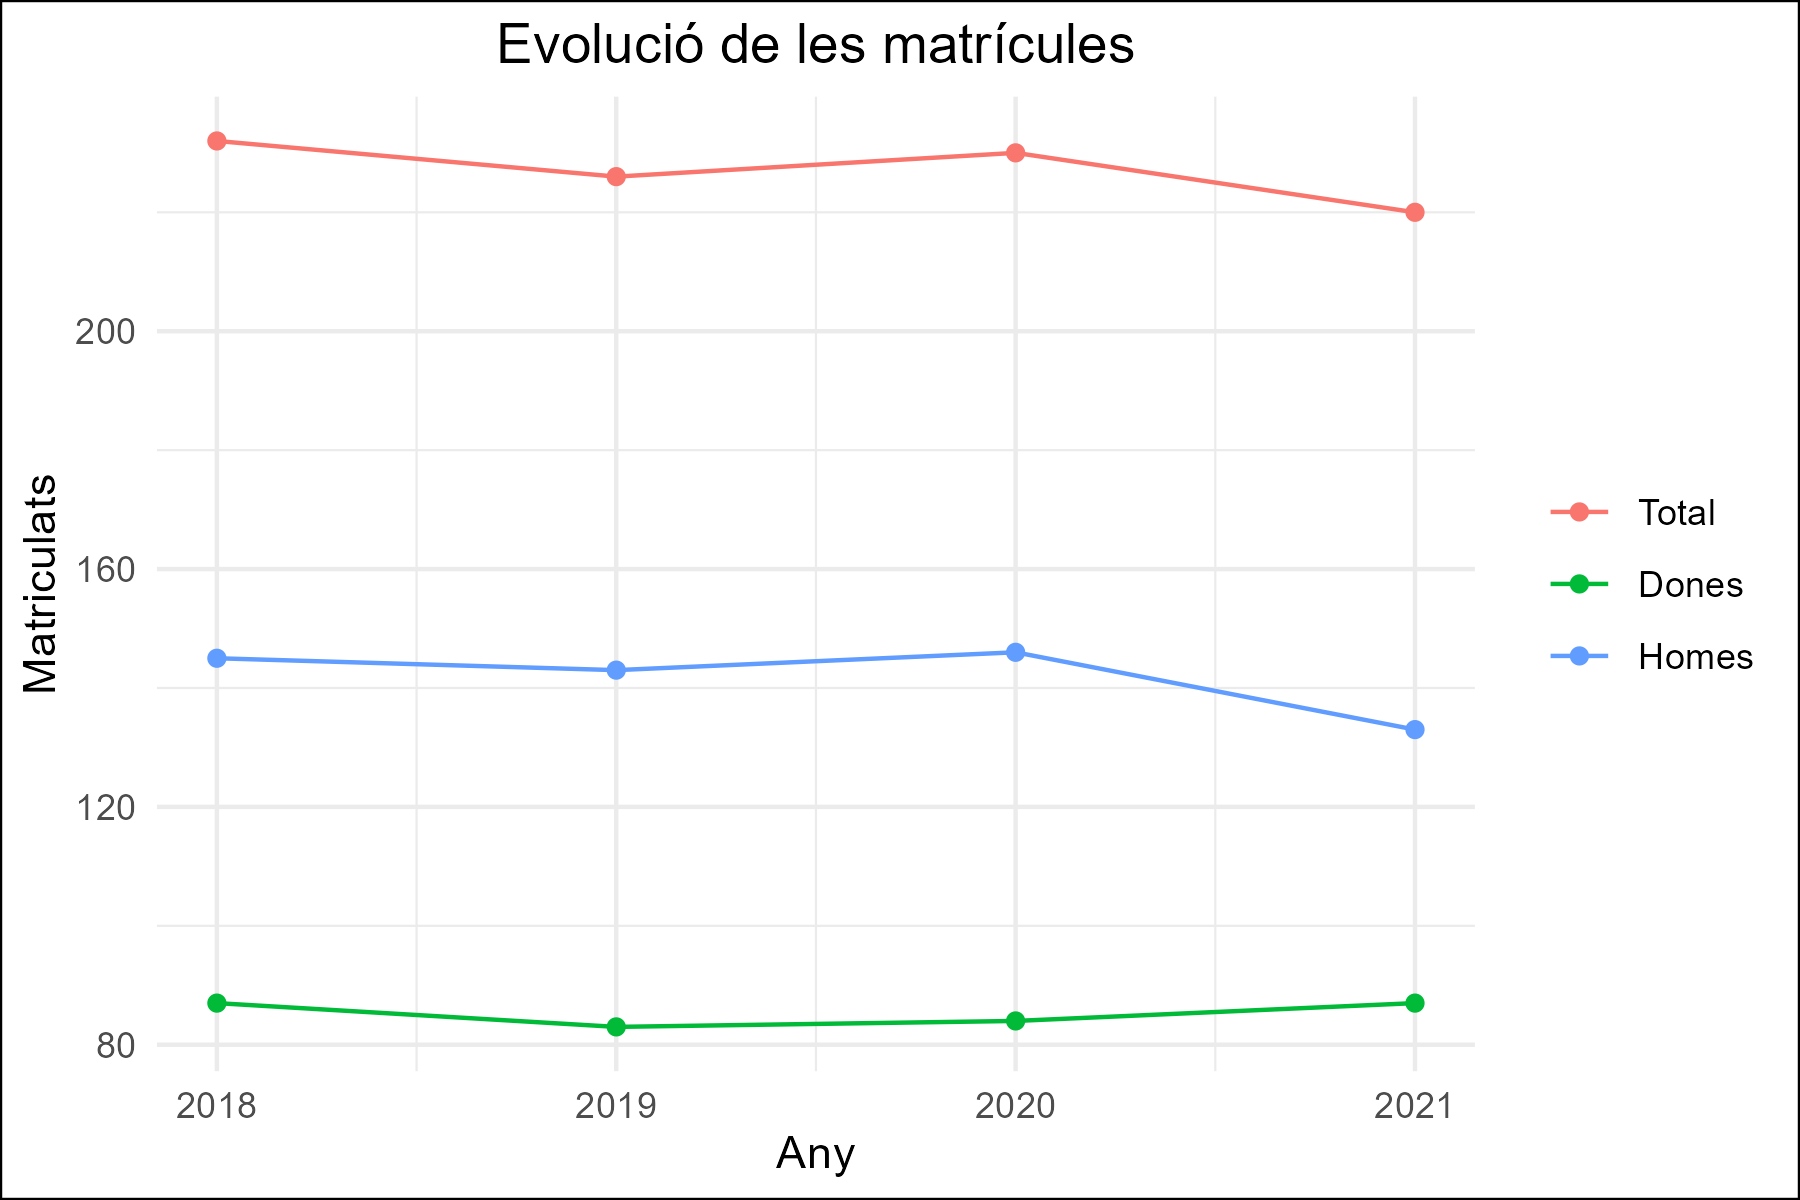 Evolució de les matrícules
200
160
120
80
Matriculats
2018
2019
2020
2021
Any
Total
Dones
Homes